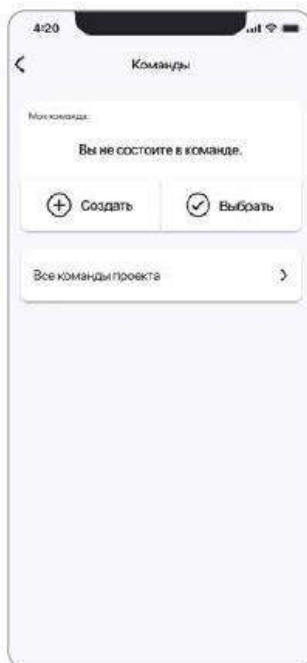 4:20
Команды
Моя команда:
Вы не состоите в команде.
Создать
Выбрать
Все команды проекта